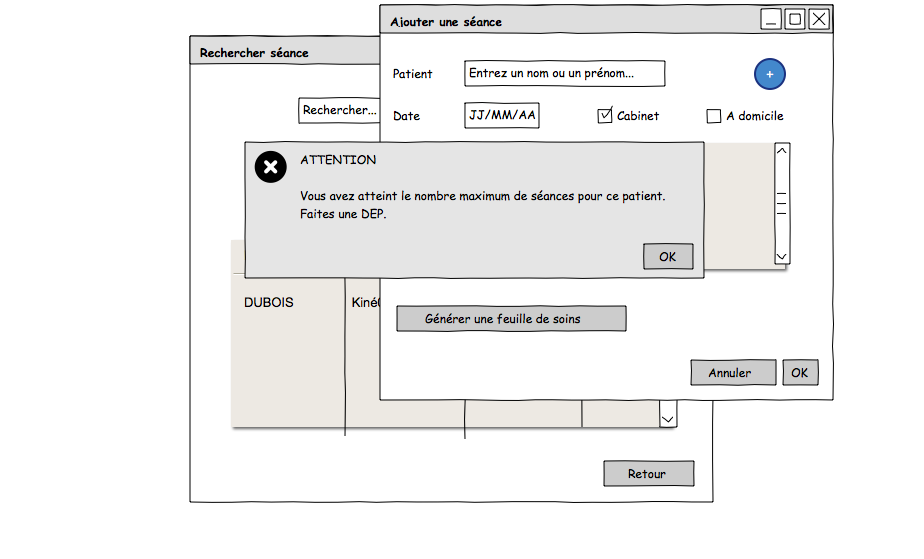 Ajouter une séance
Rechercher séance
Patient
Entrez un nom ou un prénom...
+
Rechercher...
Date
JJ/MM/AA
Cabinet
A domicile
ATTENTION
Vous avez atteint le nombre maximum de séances pour ce patient.
Faites une DEP.
OK
DUBOIS
Générer une feuille de soins
Annuler
OK
Retour